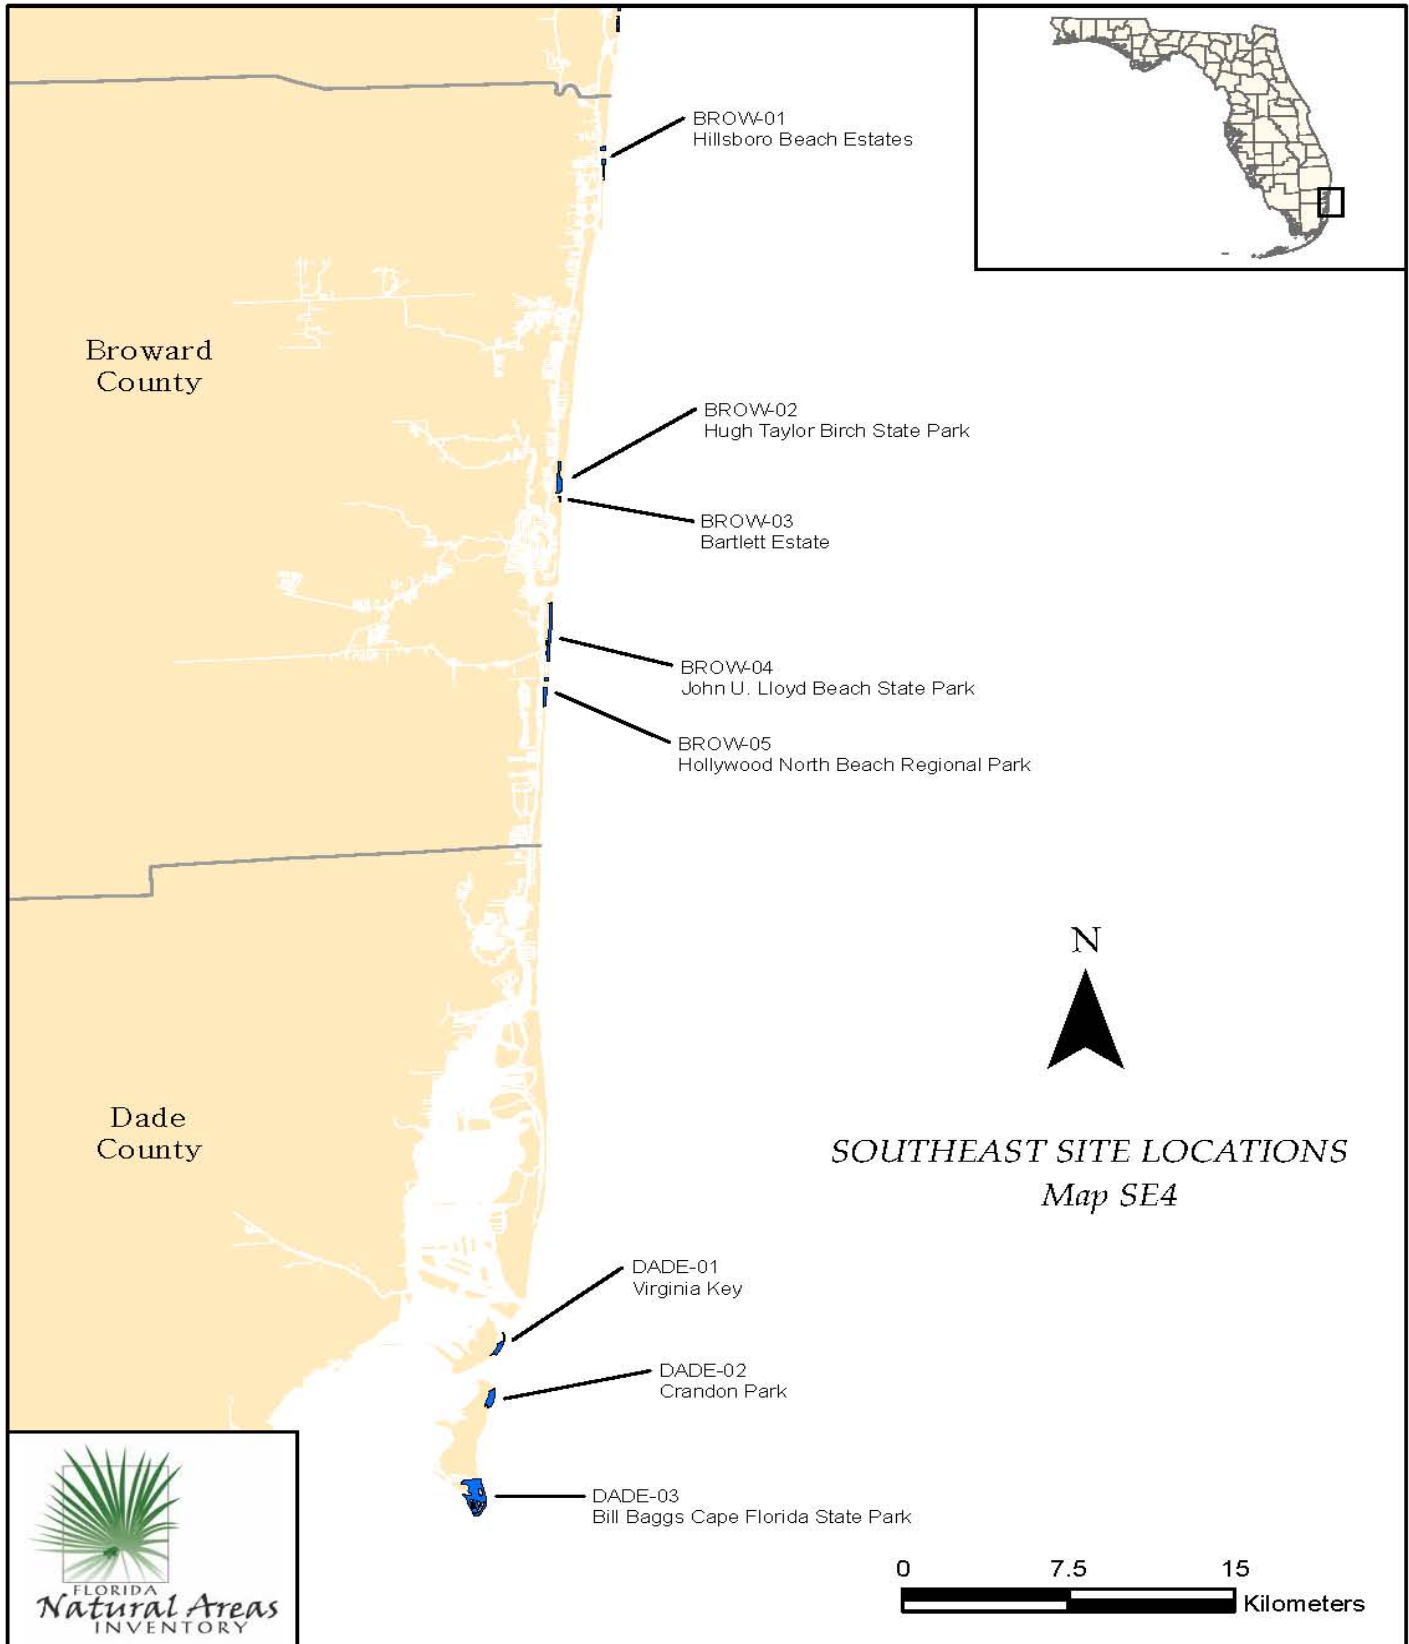 BROW-01
Hillsboro Beach Estates
Broward
County
BROW-02
Hugh Taylor Birch State Park
BROW-03
Bartlett Estate
BROW-04
John U. Lloyd Beach State Park
BROW-05
Hollywood North Beach Regional Park
N
Dade
County
SOUTHEAST SITE LOCATIONS
Map SE4
DADE-01
Virginia Key
DADE-02
Crandon Park
DADE-03
Bill Baggs Cape Florida State Park
FLORIDA
Natural Areas
INVENTORY
0 7.5 15
Kilometers